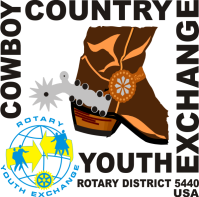 COWBOY
COUNTRY
YOUTH
EXCHANGE
ROTARY
YOUTH EXCHANGE
ROTARY DISTRICT 5440
USA